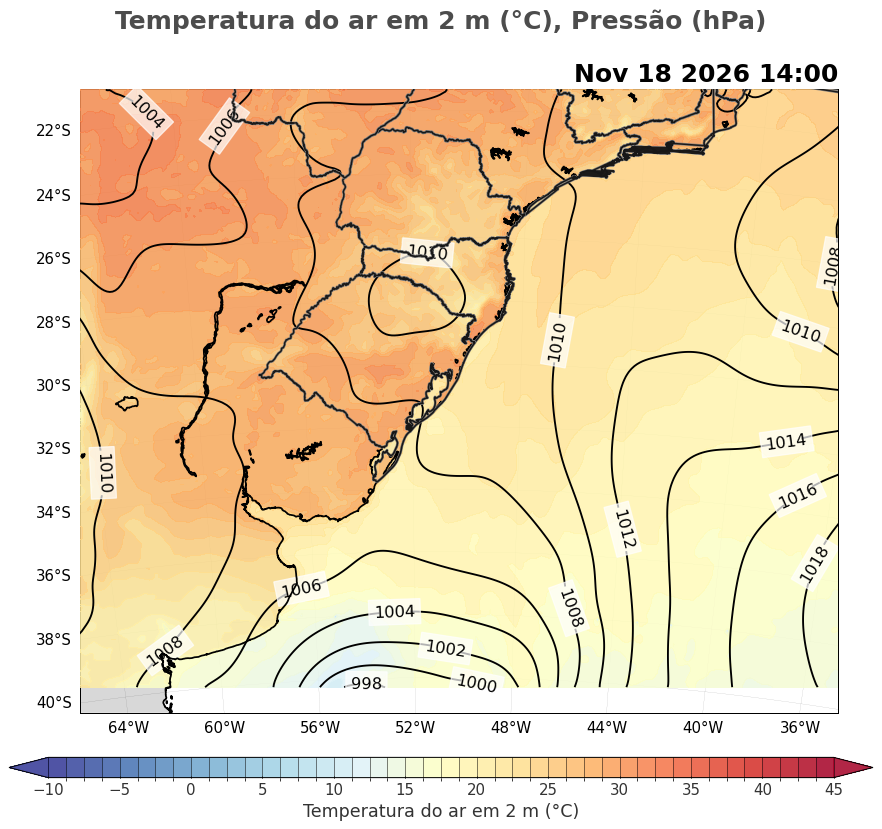 Temperatura do ar em 2 m (°C), Pressão (hPa)
Nov 18 2026 14:00
1004
1006
22°S
24°S
26°S
1010
1008
28°S
1010
1010
30°S
32°S
1010
1014
1016
34°S
1012
1018
36°S
1006
1008
1004
38°S
1008
1002
998
1000
40°S
64°W 60°W 56°W 52°W 48°W 44°W 40°W 36°W
−10 −5 0 5 10 15 20 25 30 35 40 45
Temperatura do ar em 2 m (°C)